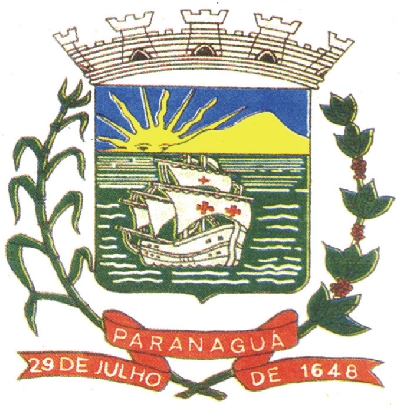 PARANAGUÁ
29 DE JULHO DE 1648